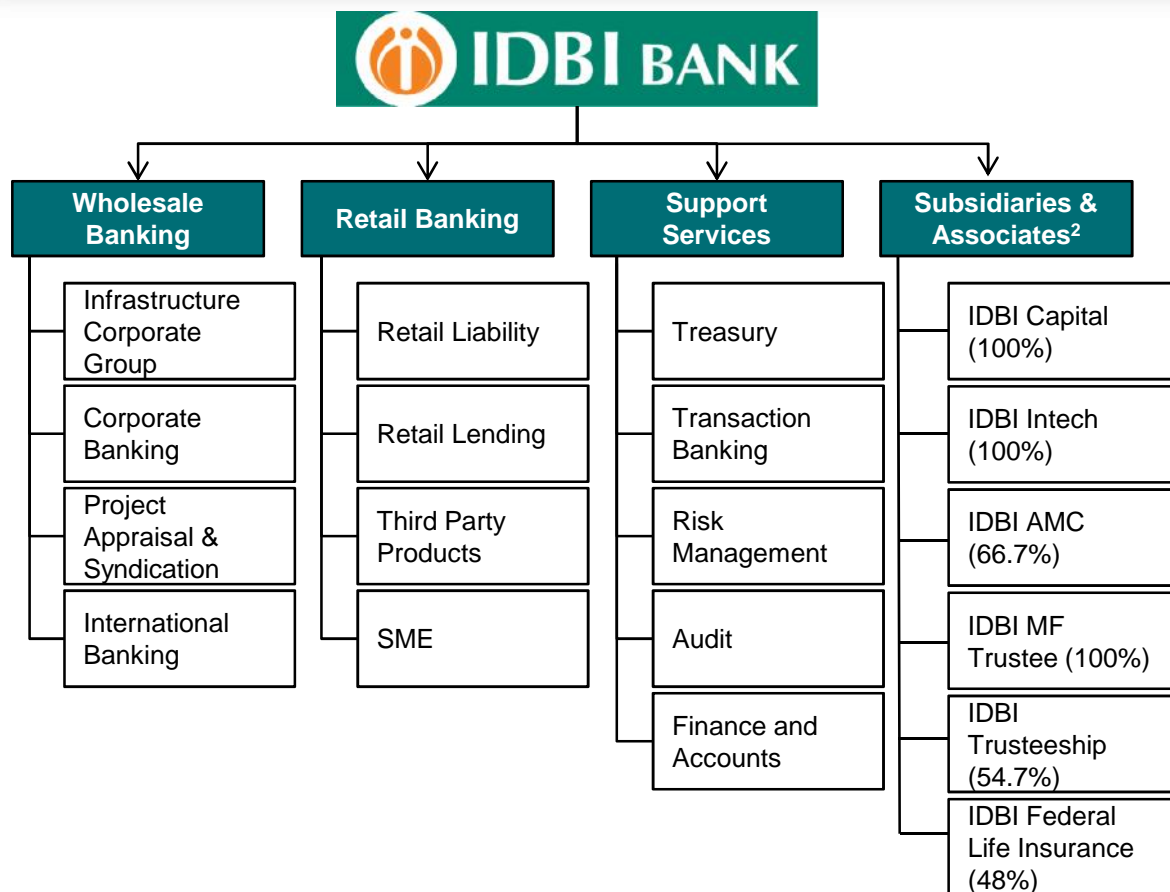 IDBI BANK
Wholesale
Banking
Infrastructure
Corporate
Group
Corporate
Banking
Project
Appraisal &
Syndication
International
Banking
Retail Banking
Retail Liability
Retail Lending
Third Party
Products
SME
Support
Services
Treasury
Transaction
Banking
Risk
Management
Audit
Finance and
Accounts
Subsidiaries &
Associates²
IDBI Capital
(100%)
IDBI Intech
(100%)
IDBI AMC
(66.7%)
IDBI MF
Trustee (100%)
IDBI
Trusteeship
(54.7%)
IDBI Federal
Life Insurance
(48%)